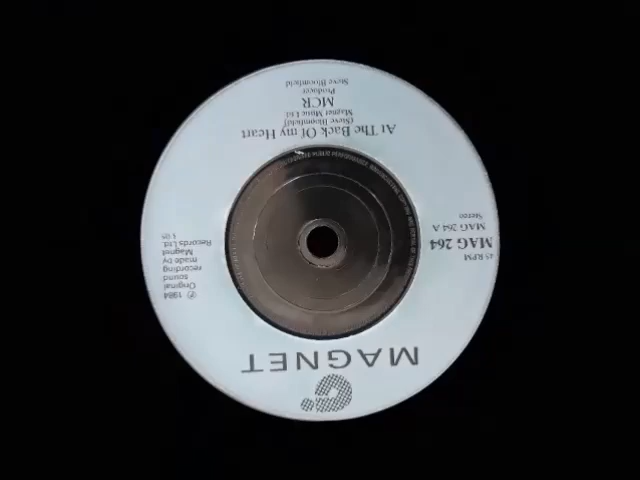 MAGNET
45 RPM
MAG 264
MAG 264 A
Stereo
℗ 1984
Original
sound
recording
made by
Magnet
Records Ltd.
At The Back Of my Heart
(Steve Bloomfield)
Magnet Music Ltd.
MCR
Producer
Steve Bloomfield